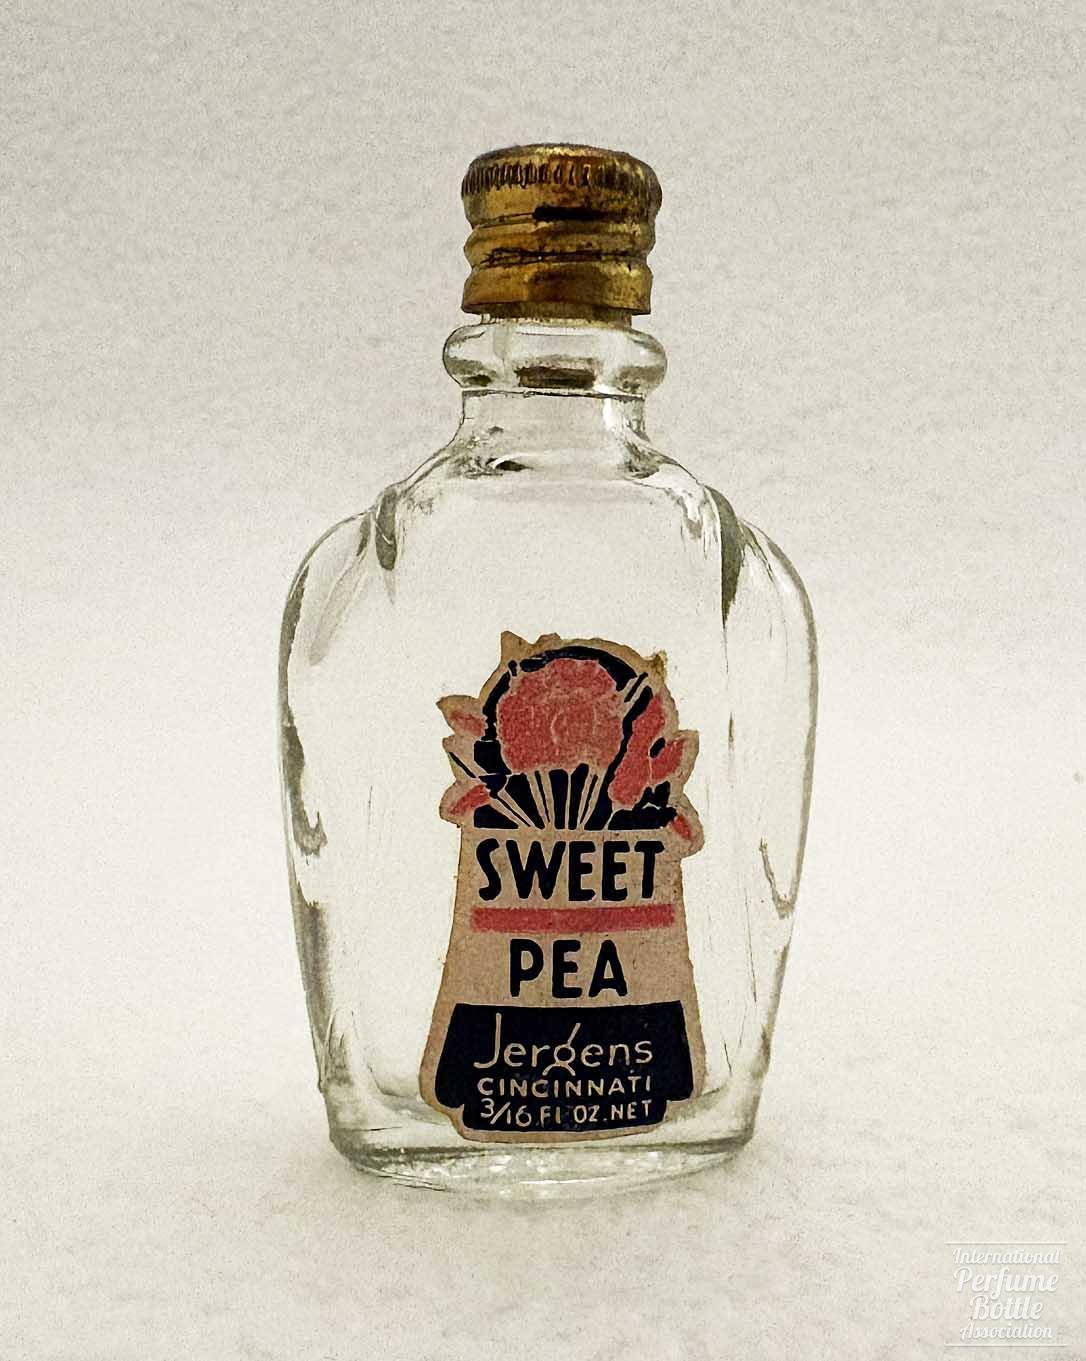 SWEET
PEA
Jergens
CINCINNATI
3/16 FL OZ. NET
International
Perfume
Bottle
Association